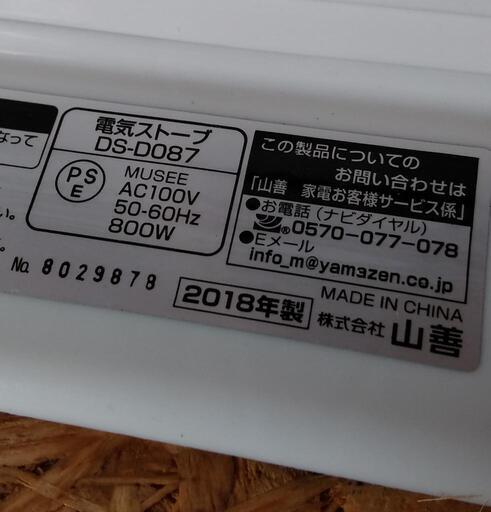 なって
い。
す。
電気ストーブ
DS-D087
PSE
MUSEE
AC100V
50-60Hz
800W
この製品についての
お問い合わせは
「山善 家電お客様サービス係」
●お電話（ナビダイヤル）
0570-077-078
●Eメール
info_m@yamazen.co.jp
No. 8029878
2018年製
MADE IN CHINA
株式会社 山善